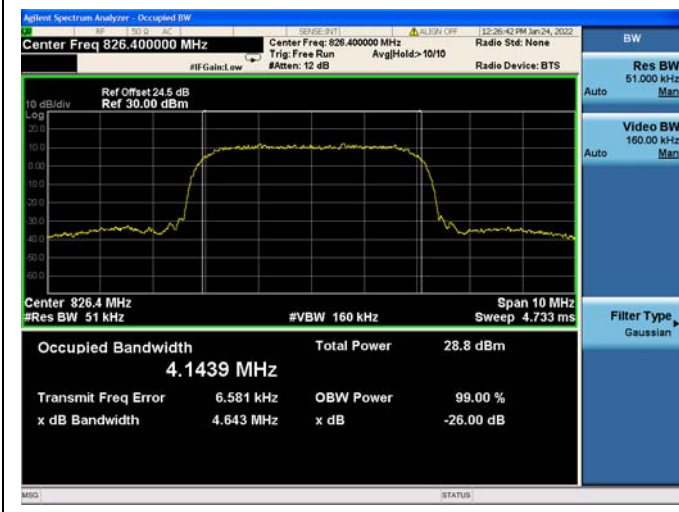 Agilent Spectrum Analyzer - Occupied BW
RF 50 Ω AC SENSE:INT ALIGN OFF 12:26:42 PM Jan 24, 2022
Center Freq 826.400000 MHz
Center Freq: 826.400000 MHz
Radio Std: None
Trig: Free Run Avg|Hold:>10/10
#IFGain:Low #Atten: 12 dB Radio Device: BTS
Ref Offset 24.5 dB
10 dB/div Ref 30.00 dBm
Log
20.0
10.0
0.00
-10.0
-20.0
-30.0
-40.0
-50.0
-60.0
Center 826.4 MHz Span 10 MHz
#Res BW 51 kHz #VBW 160 kHz Sweep 4.733 ms
Occupied Bandwidth Total Power 28.8 dBm
4.1439 MHz
Transmit Freq Error 6.581 kHz OBW Power 99.00 %
x dB Bandwidth 4.643 MHz x dB -26.00 dB
MSG STATUS
BW
Res BW
51.000 kHz
Auto Man
Video BW
160.00 kHz
Auto Man
Filter Type
Gaussian